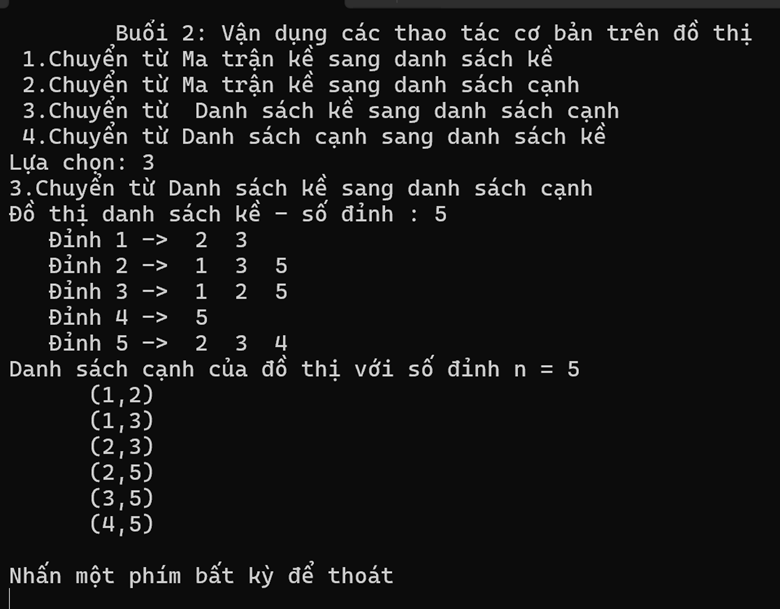 Buổi 2: Vận dụng các thao tác cơ bản trên đồ thị
1.Chuyển từ Ma trận kề sang danh sách kề
2.Chuyển từ Ma trận kề sang danh sách cạnh
3.Chuyển từ  Danh sách kề sang danh sách cạnh
4.Chuyển từ Danh sách cạnh sang danh sách kề
Lựa chọn: 3
3.Chuyển từ Danh sách kề sang danh sách cạnh
Đồ thị danh sách kề - số đỉnh : 5
Đỉnh 1 ->  2  3
Đỉnh 2 ->  1  3  5
Đỉnh 3 ->  1  2  5
Đỉnh 4 ->  5
Đỉnh 5 ->  2  3  4
Danh sách cạnh của đồ thị với số đỉnh n = 5
(1,2)
(1,3)
(2,3)
(2,5)
(3,5)
(4,5)
Nhấn một phím bất kỳ để thoát